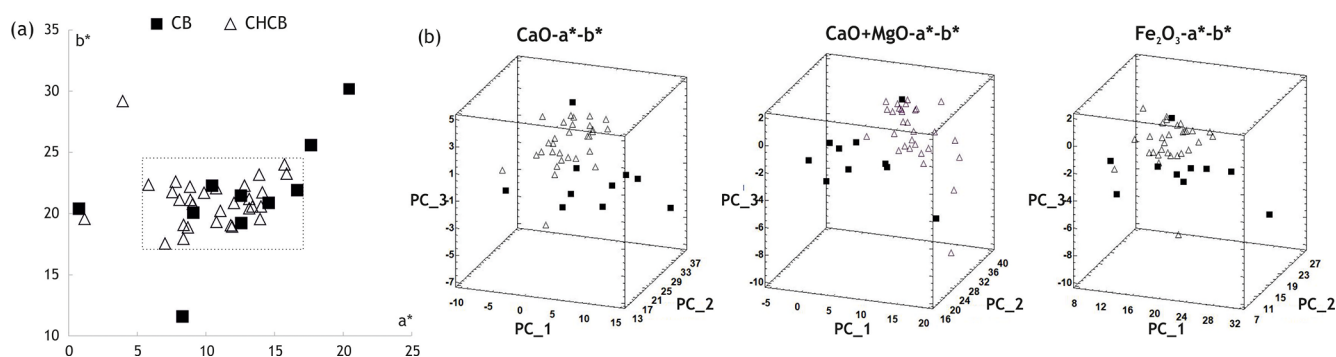 (a)
■ CB △ CHCB
b*
35
30
25
20
15
10
0 5 10 15 20 25
a*
(b)
CaO-a*-b*
5
1
PC_3-1
-3
-5
-7
-10 -5 0 5 10 15
PC_1
13 17 21 25 29 33 37
PC_2
CaO+MgO-a*-b*
2
0
-2
PC_3-4
-6
-8
-10
-5 0 5 10 15 20
PC_1
16 20 24 28 32 36 40
PC_2
Fe₂O₃-a*-b*
2
0
-2
PC_3-4
-6
-8
-10
8 12 16 20 24 28 32
PC_1
7 11 15 19 23 27
PC_2